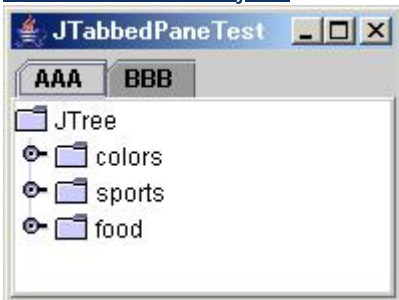 JTabbedPaneTest
AAA BBB
JTree
colors
sports
food